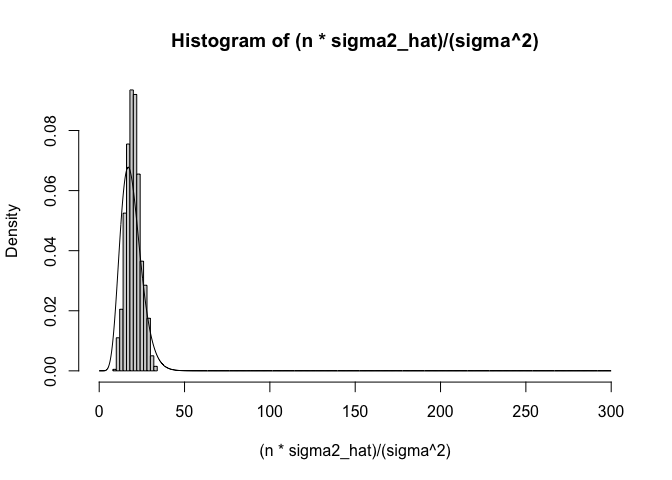 Histogram of (n * sigma2_hat)/(sigma^2)
Density
0.00 0.02 0.04 0.06 0.08
0 50 100 150 200 250 300
(n * sigma2_hat)/(sigma^2)